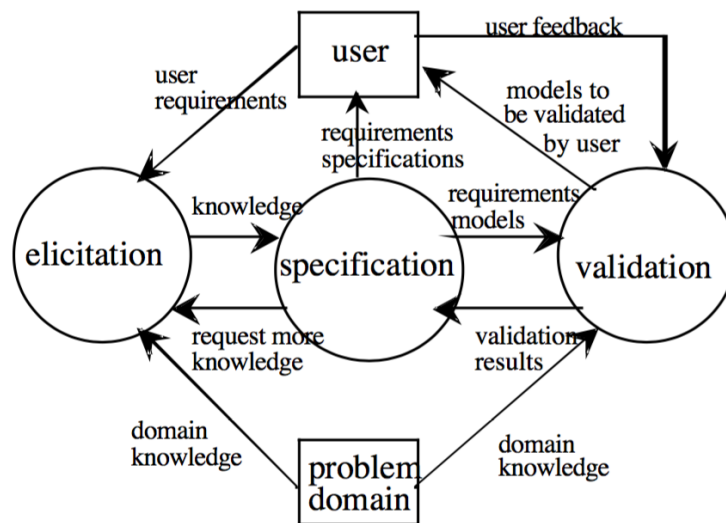 user
user feedback
user
requirements
models to
be validated
by user
requirements
specifications
knowledge
requirements
models
elicitation
specification
validation
request more
knowledge
validation
results
domain
knowledge
problem
domain
domain
knowledge